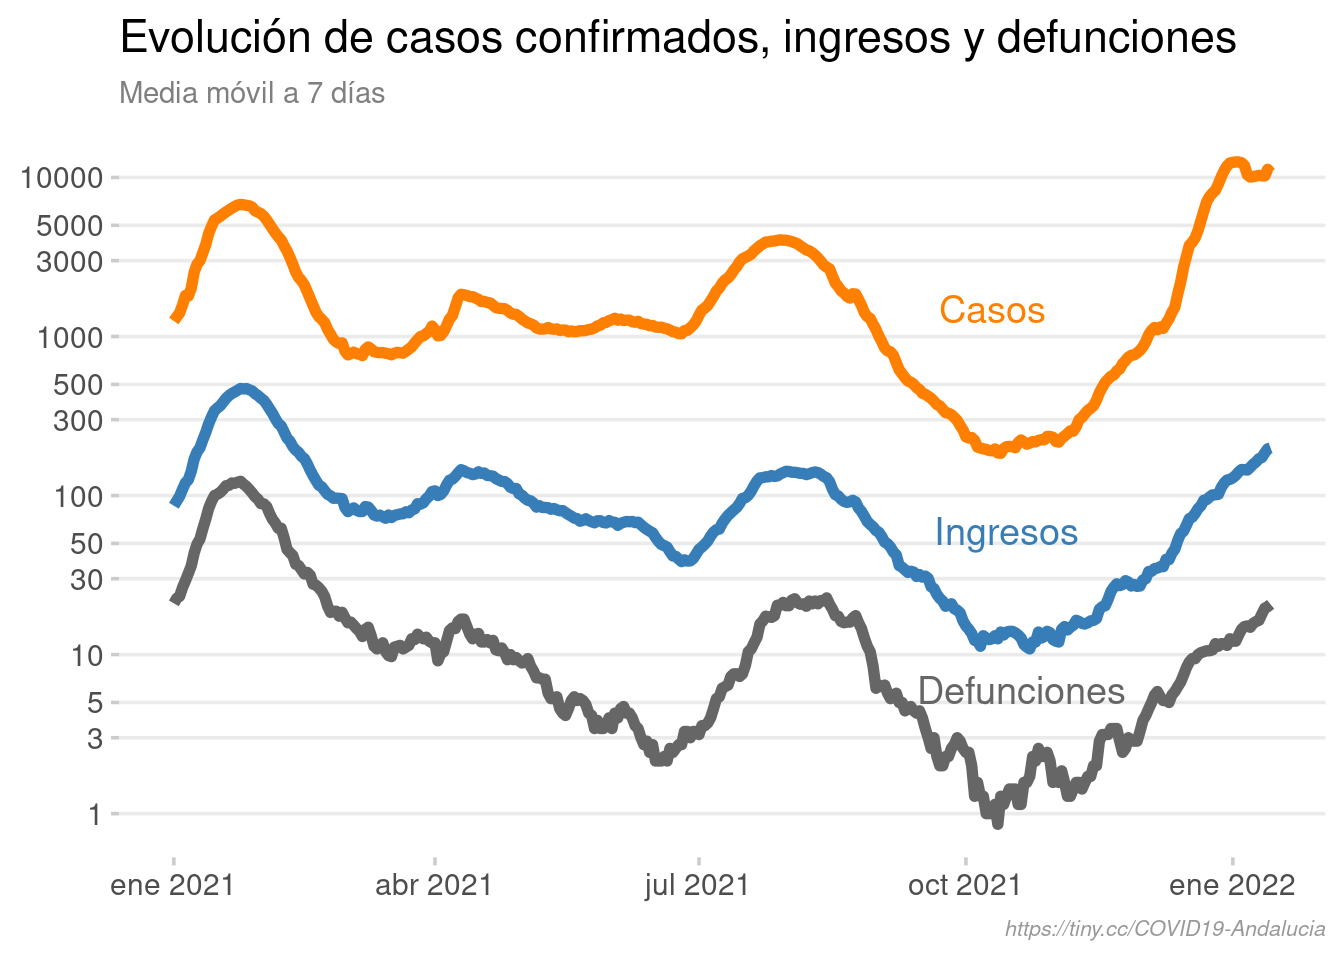 Evolución de casos confirmados, ingresos y defunciones
Media móvil a 7 días
10000
5000
3000
1000
500
300
100
50
30
10
5
3
1
Casos
Ingresos
Defunciones
ene 2021 abr 2021 jul 2021 oct 2021 ene 2022
https://tiny.cc/COVID19-Andalucia